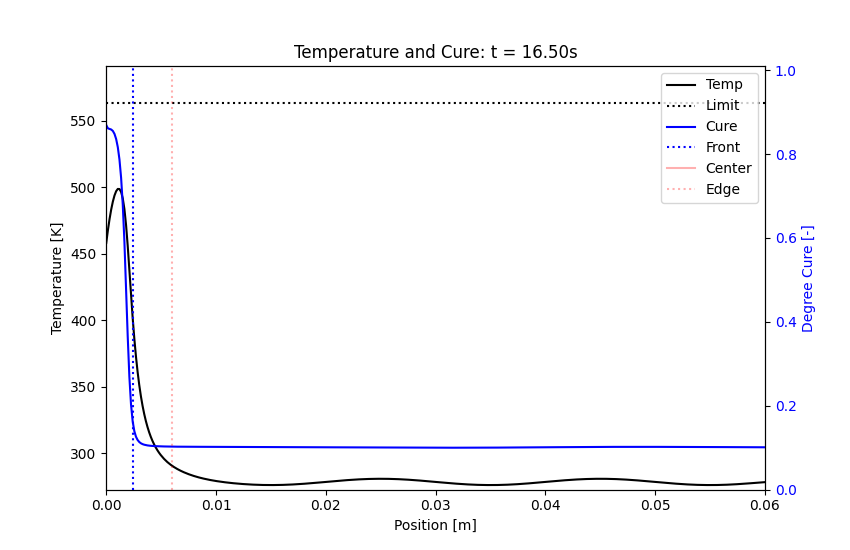 Temperature and Cure: t = 16.50s
Temp
Limit
Cure
Front
Center
Edge
Temperature [K]
550
500
450
400
350
300
Degree Cure [-]
1.0
0.8
0.6
0.4
0.2
0.0
0.00 0.01 0.02 0.03 0.04 0.05 0.06
Position [m]